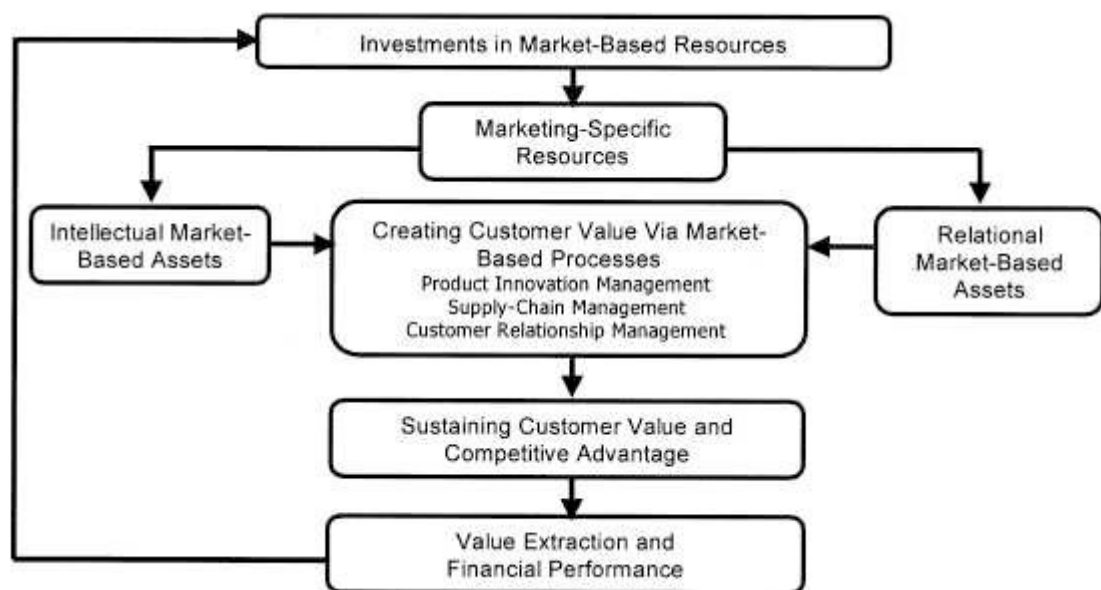 Investments in Market-Based Resources
Marketing-Specific
Resources
Intellectual Market-
Based Assets
Creating Customer Value Via Market-
Based Processes
Product Innovation Management
Supply-Chain Management
Customer Relationship Management
Relational
Market-Based
Assets
Sustaining Customer Value and
Competitive Advantage
Value Extraction and
Financial Performance